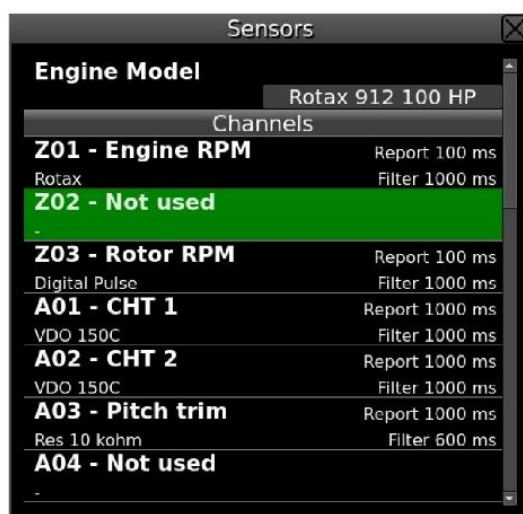 Sensors
Engine Model
Rotax 912 100 HP
Channels
Z01 - Engine RPM Report 100 ms
Rotax Filter 1000 ms
Z02 - Not used
-
Z03 - Rotor RPM Report 100 ms
Digital Pulse Filter 1000 ms
A01 - CHT 1 Report 1000 ms
VDO 150C Filter 1000 ms
A02 - CHT 2 Report 1000 ms
VDO 150C Filter 1000 ms
A03 - Pitch trim Report 1000 ms
Res 10 kohm Filter 600 ms
A04 - Not used
-